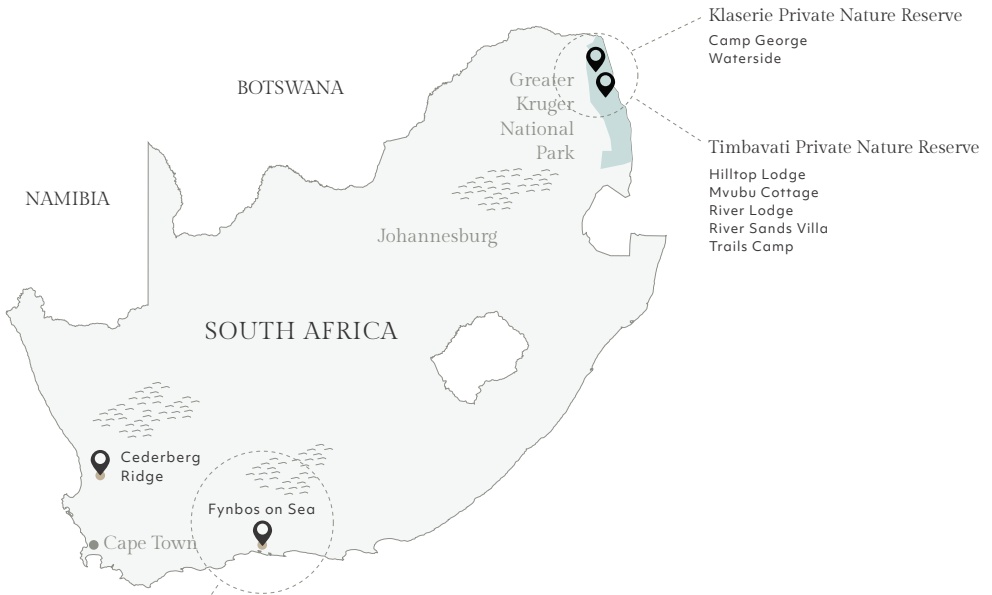 Klaserie Private Nature Reserve
Camp George
Waterside
BOTSWANA
Greater
Kruger
National
Park
Timbavati Private Nature Reserve
Hilltop Lodge
Mvubu Cottage
River Lodge
River Sands Villa
Trails Camp
NAMIBIA
Johannesburg
SOUTH AFRICA
Cederberg
Ridge
Fynbos on Sea
Cape Town